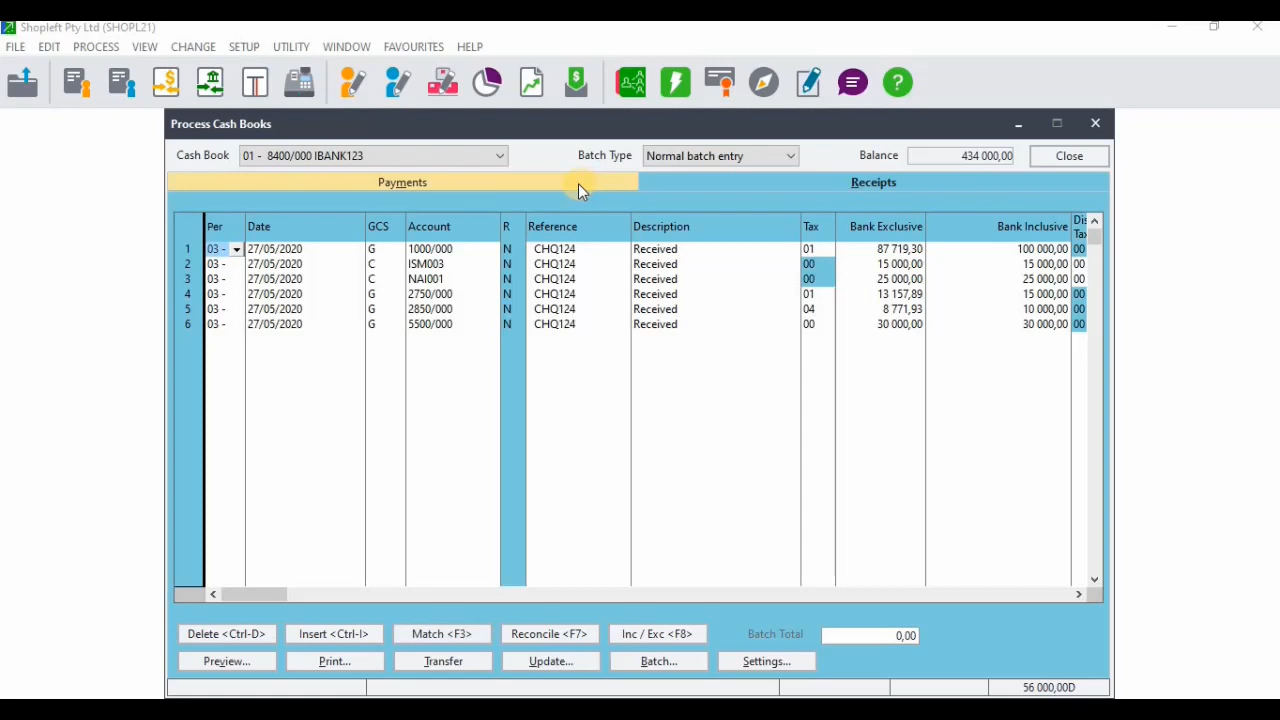 Shopleft Pty Ltd (SHOPL21)
FILE EDIT PROCESS VIEW CHANGE SETUP UTILITY WINDOW FAVOURITES HELP
Process Cash Books
Cash Book 01 - 8400/000 IBANK123 Batch Type Normal batch entry Balance 434 000,00 Close
Payments Receipts
Per Date GCS Account R Reference Description Tax Bank Exclusive Bank Inclusive Dis Tax
1 03 - 27/05/2020 G 1000/000 N CHQ124 Received 01 87 719,30 100 000,00 00
2 03 - 27/05/2020 C ISM003 N CHQ124 Received 00 15 000,00 15 000,00 00
3 03 - 27/05/2020 C NAI001 N CHQ124 Received 00 25 000,00 25 000,00 00
4 03 - 27/05/2020 G 2750/000 N CHQ124 Received 01 13 157,89 15 000,00 00
5 03 - 27/05/2020 G 2850/000 N CHQ124 Received 04 8 771,93 10 000,00 00
6 03 - 27/05/2020 G 5500/000 N CHQ124 Received 00 30 000,00 30 000,00 00
Delete <Ctrl-D> Insert <Ctrl-I> Match <F3> Reconcile <F7> Inc / Exc <F8> Batch Total 0,00
Preview... Print... Transfer Update... Batch... Settings...
56 000,00D